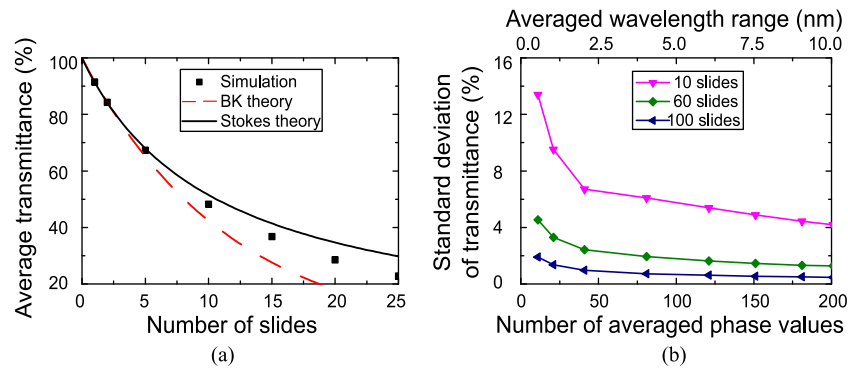 Average transmittance (%)
100
80
60
40
20
Simulation
BK theory
Stokes theory
0
5
10
15
20
25
Number of slides
(a)
Averaged wavelength range (nm)
0.0
2.5
5.0
7.5
10.0
Standard deviation
of transmittance (%)
16
12
8
4
0
10 slides
60 slides
100 slides
0
50
100
150
200
Number of averaged phase values
(b)